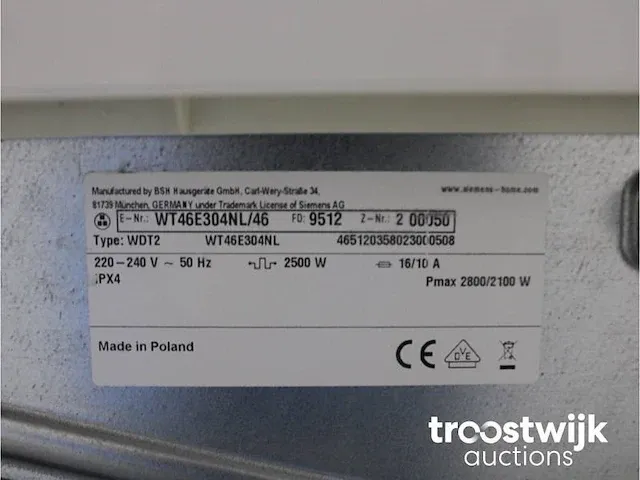 Manufactured by BSH Hausgeräte GmbH, Carl-Wery-Straße 34,
81739 München, GERMANY under Trademark License of Siemens AG
www.siemens-home.com
E-Nr.: WT46E304NL/46 FD: 9512 Z-Nr.: 2 00050
Type: WDT2 WT46E304NL 465120358023000508
220-240 V ~ 50 Hz 2500 W 16/10 A
IPX4 Pmax 2800/2100 W
Made in Poland
CE DVE
troostwijk
auctions